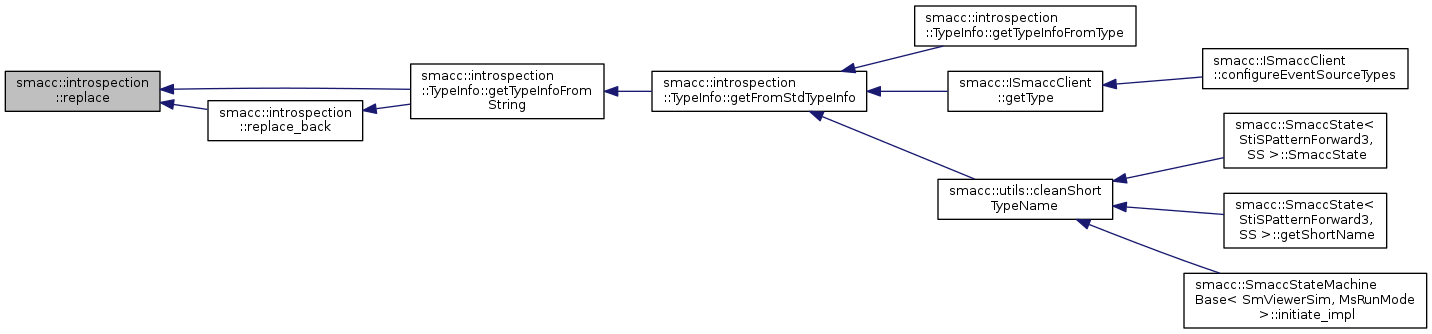 smacc::introspection
::replace
smacc::introspection
::replace_back
smacc::introspection
::TypeInfo::getTypeInfoFrom
String
smacc::introspection
::TypeInfo::getFromStdTypeInfo
smacc::introspection
::TypeInfo::getTypeInfoFromType
smacc::ISmaccClient
::getType
smacc::ISmaccClient
::configureEventSourceTypes
smacc::utils::cleanShort
TypeName
smacc::SmaccState<
StiSPatternForward3,
SS >::SmaccState
smacc::SmaccState<
StiSPatternForward3,
SS >::getShortName
smacc::SmaccStateMachine
Base< SmViewerSim, MsRunMode
>::initiate_impl